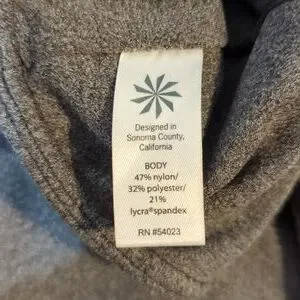 Designed in
Sonoma County,
California
BODY
47% nylon/
32% polyester/
21%
lycra®spandex
RN #54023